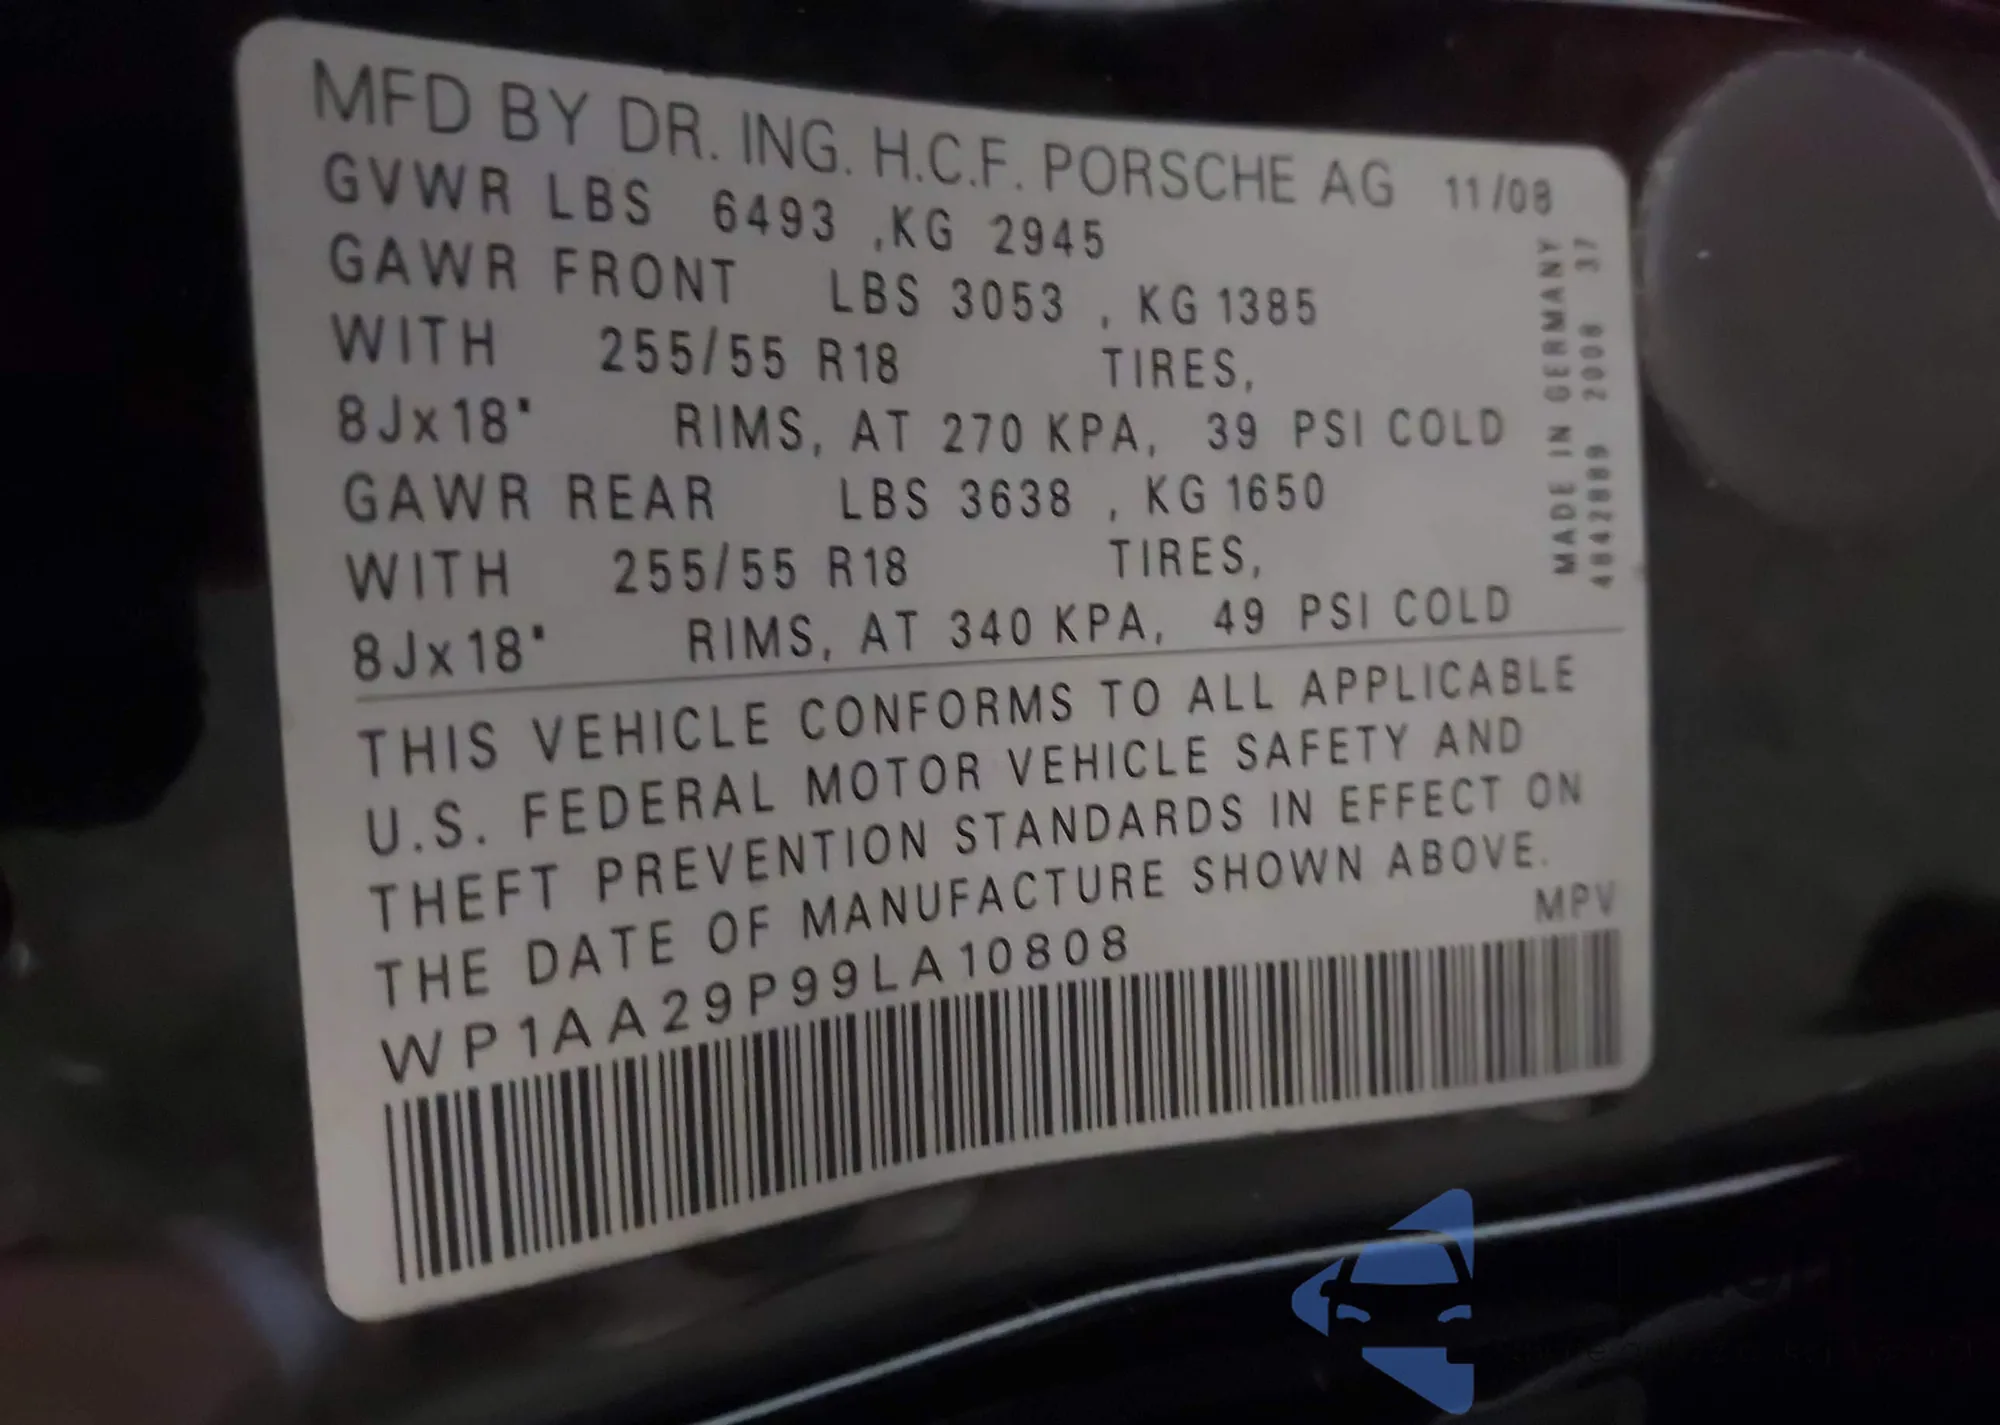 MFD BY DR. ING. H.C.F. PORSCHE AG 11/08
GVWR LBS 6493 ,KG 2945
GAWR FRONT LBS 3053 , KG 1385
WITH 255/55 R18 TIRES,
8Jx18" RIMS, AT 270 KPA, 39 PSI COLD
GAWR REAR LBS 3638 , KG 1650
WITH 255/55 R18 TIRES,
8Jx18" RIMS, AT 340 KPA, 49 PSI COLD
MADE IN GERMANY
4842889 2008 37
THIS VEHICLE CONFORMS TO ALL APPLICABLE
U.S. FEDERAL MOTOR VEHICLE SAFETY AND
THEFT PREVENTION STANDARDS IN EFFECT ON
THE DATE OF MANUFACTURE SHOWN ABOVE.
MPV
WP1AA29P99LA10808